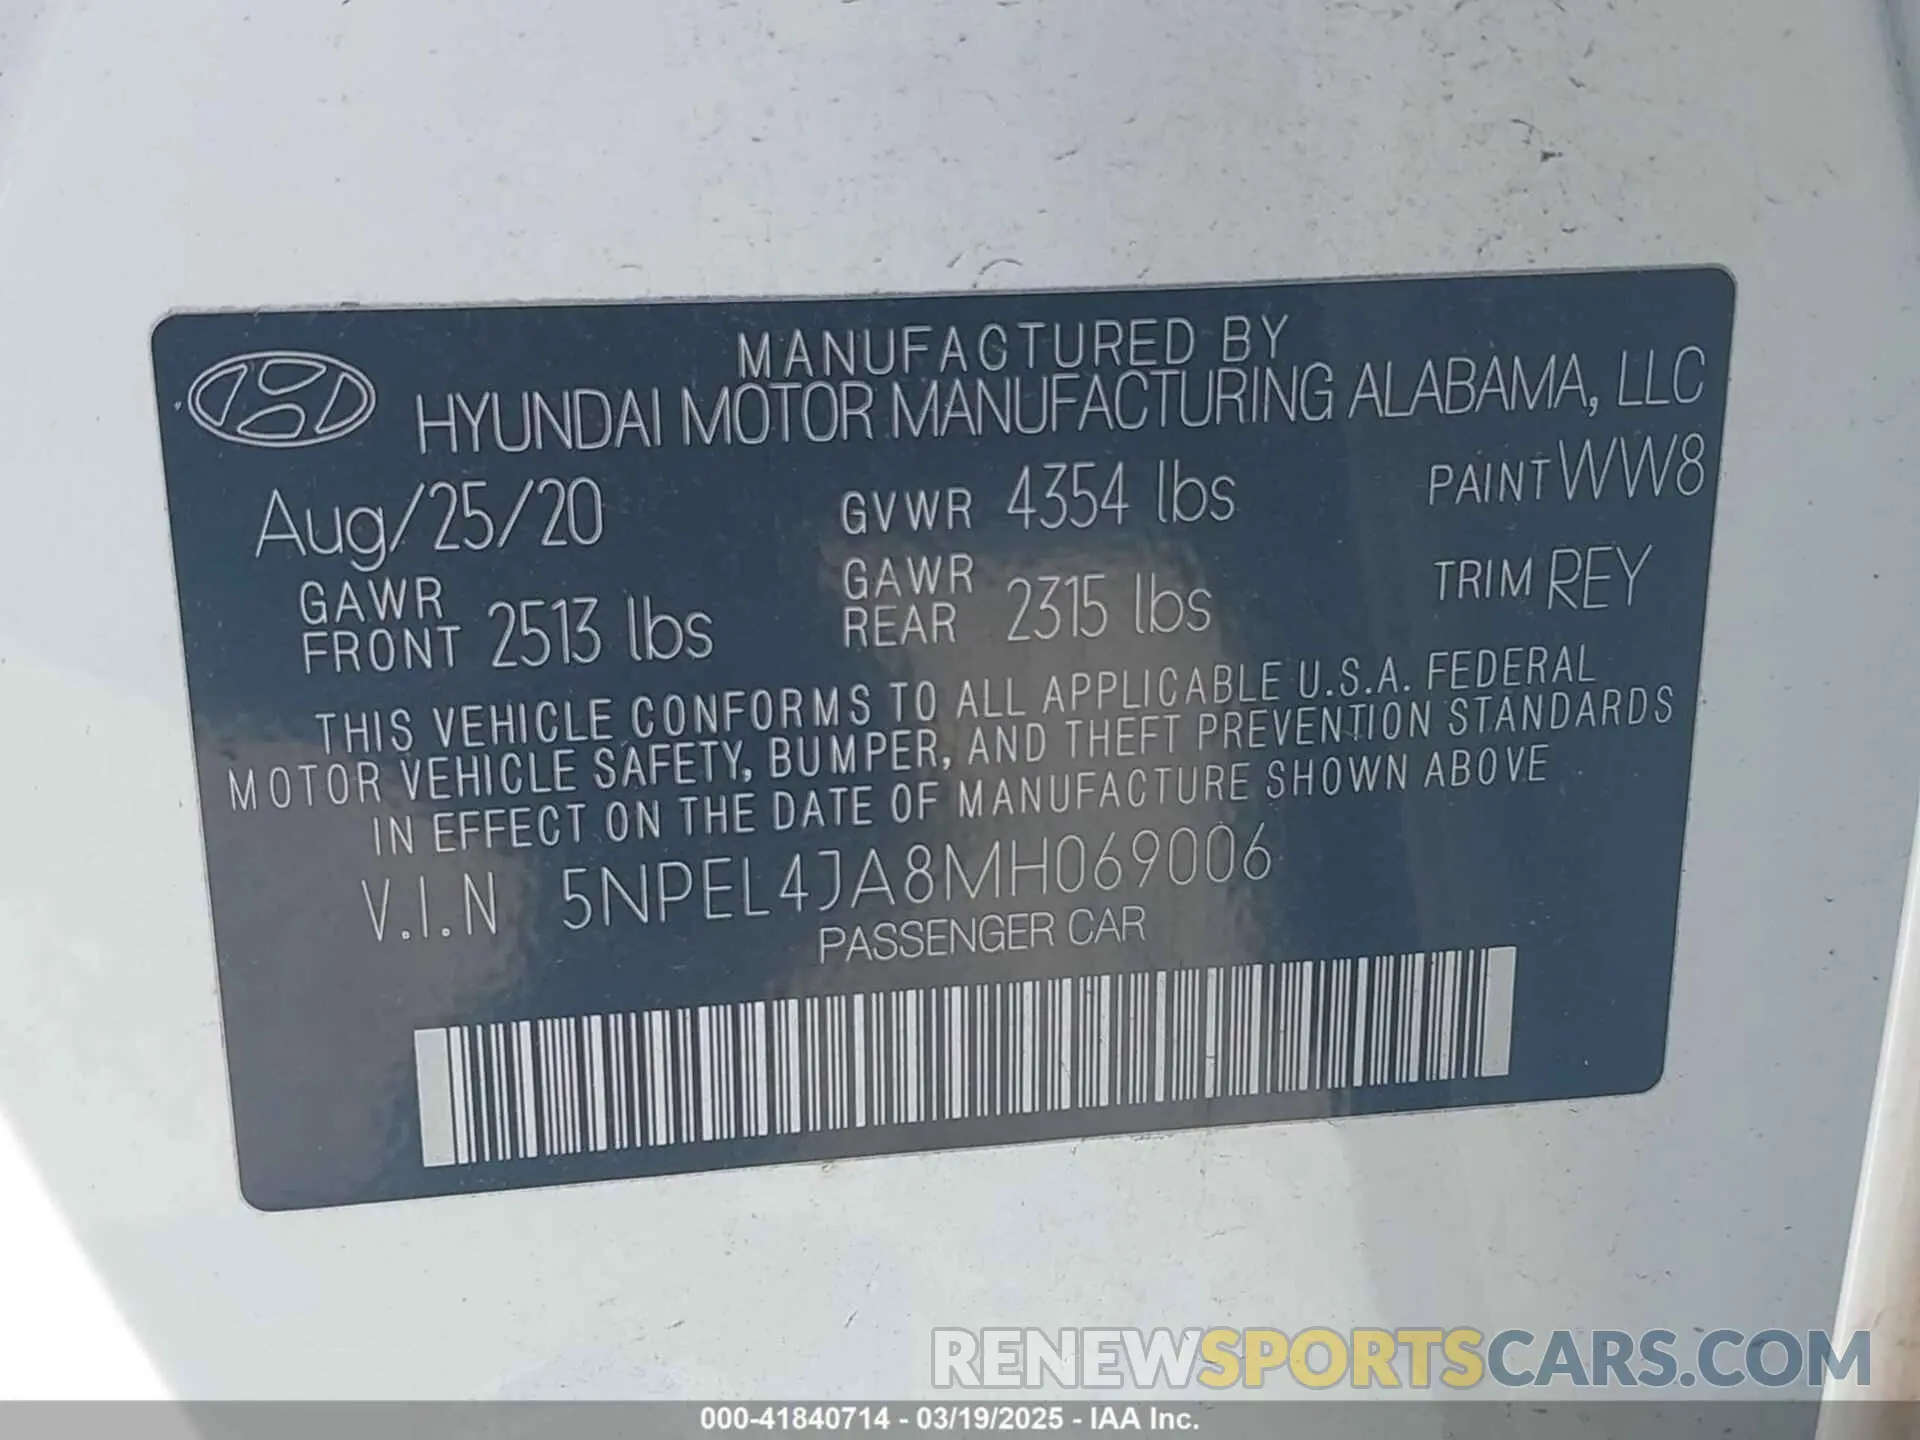 MANUFACTURED BY
HYUNDAI MOTOR MANUFACTURING ALABAMA, LLC
Aug/25/20 GVWR 4354 lbs PAINT WW8
GAWR FRONT 2513 lbs GAWR REAR 2315 lbs TRIM REY
THIS VEHICLE CONFORMS TO ALL APPLICABLE U.S.A. FEDERAL
MOTOR VEHICLE SAFETY, BUMPER, AND THEFT PREVENTION STANDARDS
IN EFFECT ON THE DATE OF MANUFACTURE SHOWN ABOVE
V.I.N 5NPEL4JA8MH069006
PASSENGER CAR
RENEWSPORTSCARS.COM
000-41840714 - 03/19/2025 - IAA Inc.